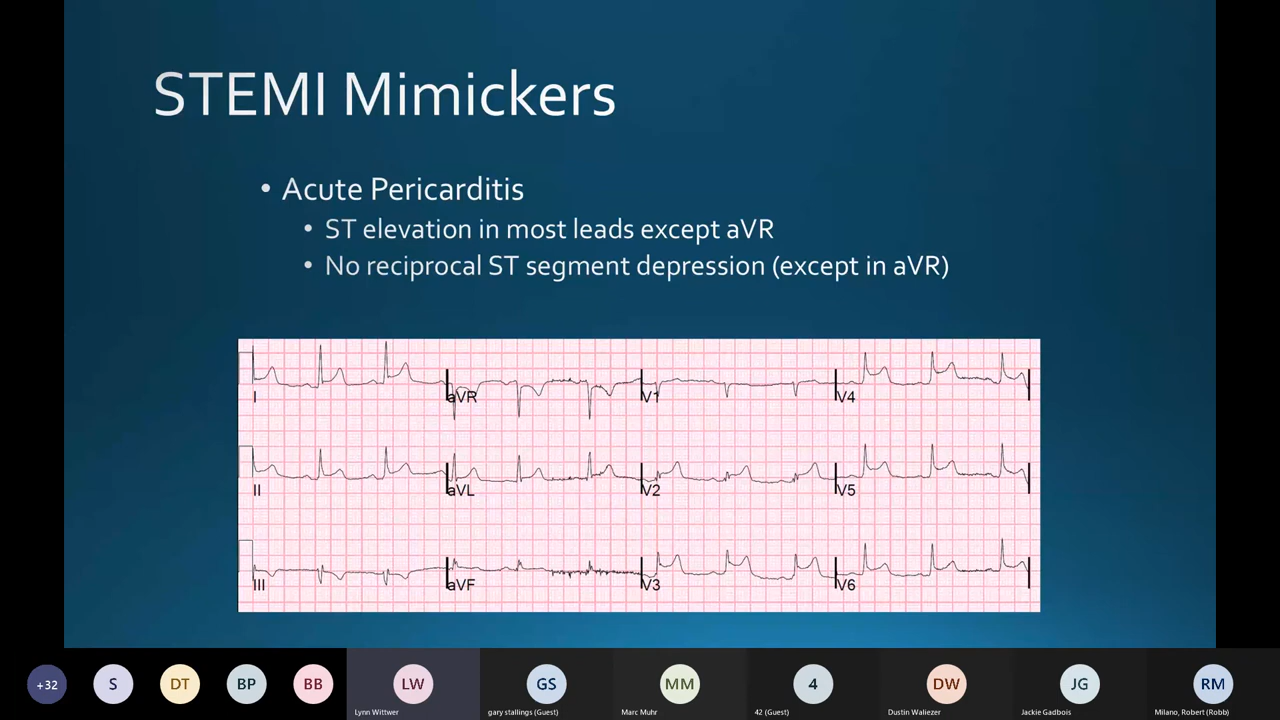 STEMI Mimickers
• Acute Pericarditis
• ST elevation in most leads except aVR
• No reciprocal ST segment depression (except in aVR)
I aVR V1 V4
II aVL V2 V5
III aVF V3 V6
+32 S DT BP BB LW GS MM 4 DW JG RM
Lynn Wittwer gary stallings (Guest) Marc Muhr 42 (Guest) Dustin Waliezer Jackie Gadbois Milano, Robert (Robb)